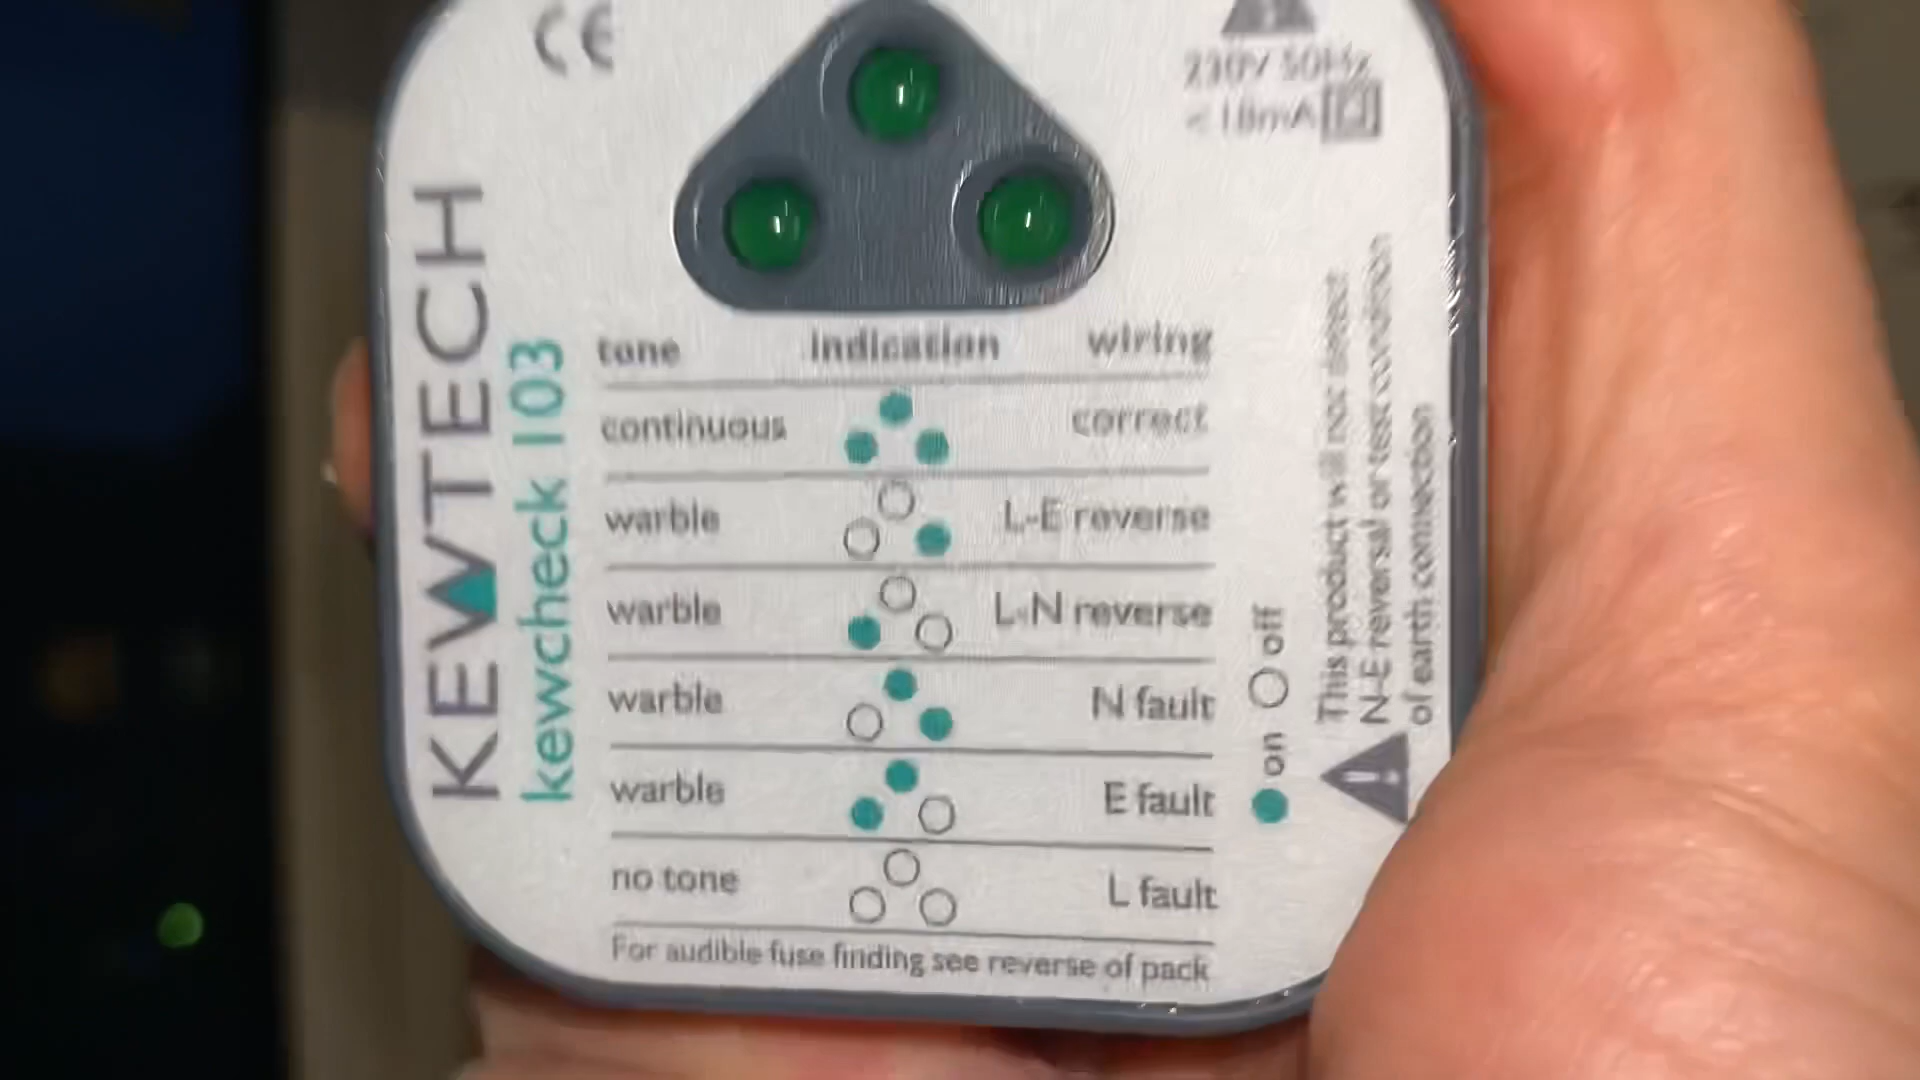 CE
230V 50Hz
<18mA
KEWTECH
kewcheck 103
tone indication wiring
continuous correct
warble L-E reverse
warble L-N reverse
warble N fault
warble E fault
no tone L fault
For audible fuse finding see reverse of pack
on off
This product will not detect
N-E reversal or test condition
of earth connection